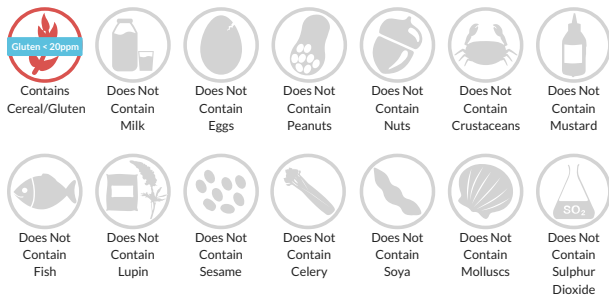 Gluten < 20ppm
Contains
Cereal/Gluten
Does Not
Contain
Milk
Does Not
Contain
Eggs
Does Not
Contain
Peanuts
Does Not
Contain
Nuts
Does Not
Contain
Crustaceans
Does Not
Contain
Mustard
Does Not
Contain
Fish
Does Not
Contain
Lupin
Does Not
Contain
Sesame
Does Not
Contain
Celery
Does Not
Contain
Soya
Does Not
Contain
Molluscs
SO₂
Does Not
Contain
Sulphur
Dioxide